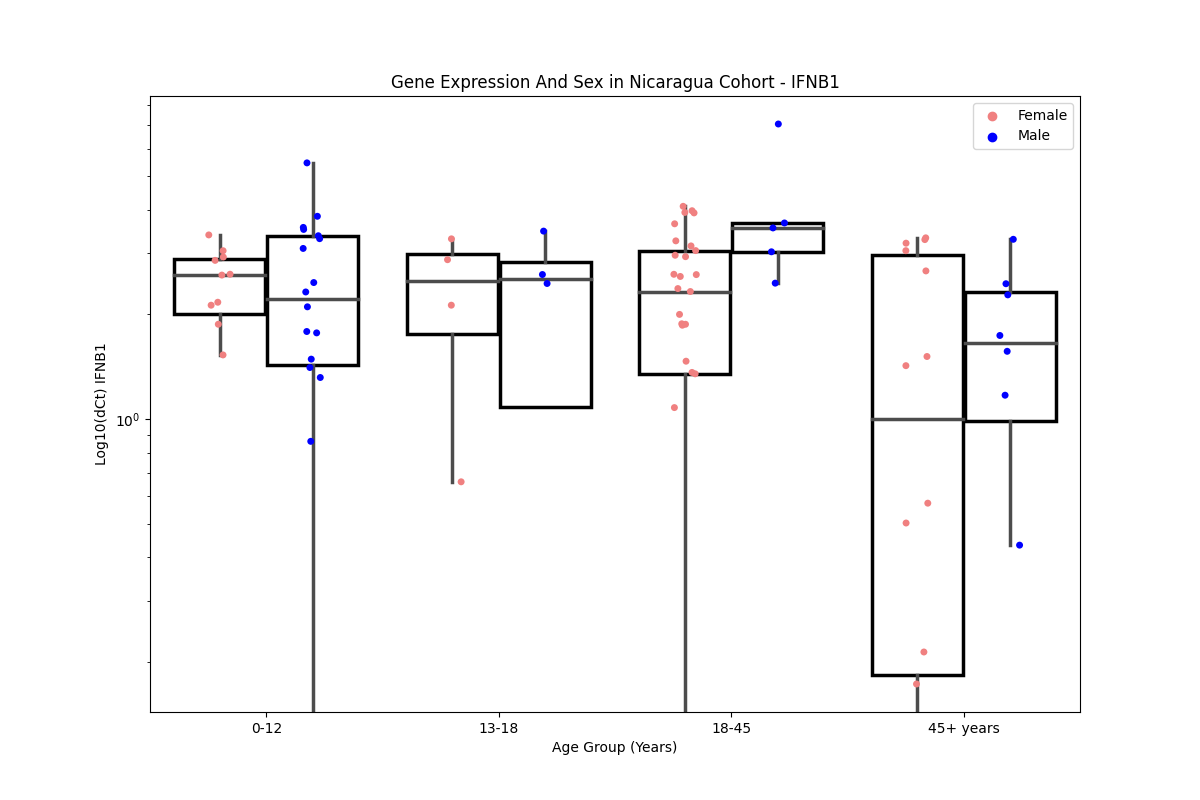 Gene Expression And Sex in Nicaragua Cohort - IFNB1
Female
Male
Log10(dCt) IFNB1
10^0
0-12
13-18
18-45
45+ years
Age Group (Years)